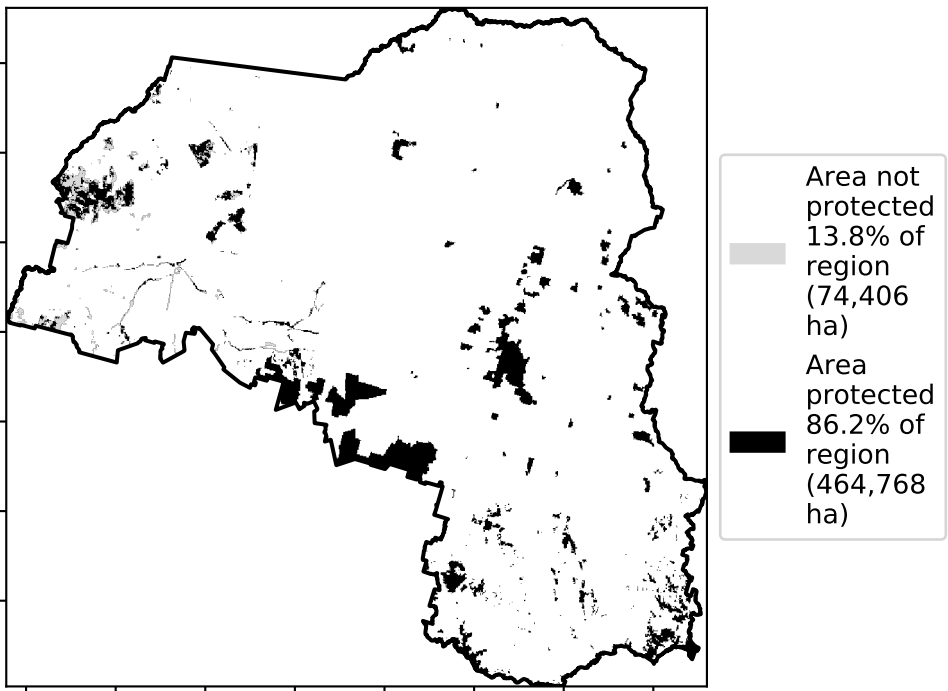 Area not
protected
13.8% of
region
(74,406
ha)
Area
protected
86.2% of
region
(464,768
ha)